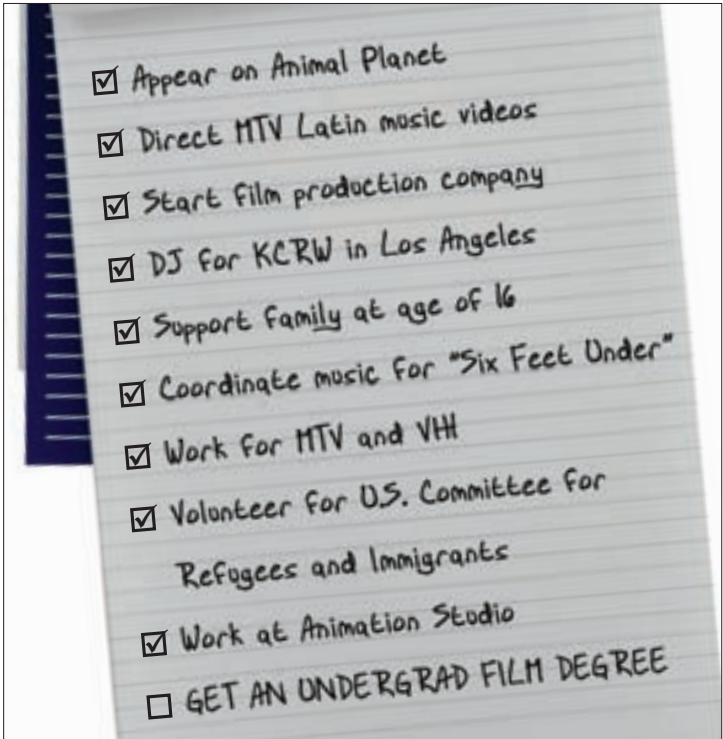 Appear on Animal Planet
Direct MTV Latin music videos
Start film production company
DJ for KCRW in Los Angeles
Support family at age of 16
Coordinate music for "Six Feet Under"
Work for MTV and VH1
Volunteer for U.S. Committee for
Refugees and Immigrants
Work at Animation Studio
GET AN UNDERGRAD FILM DEGREE